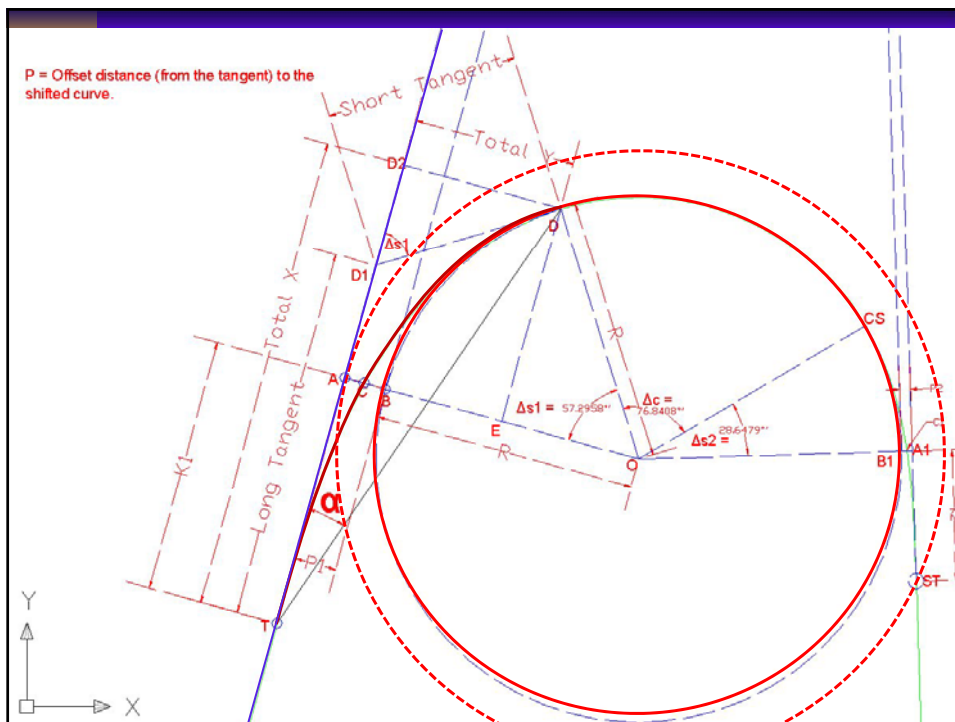 P = Offset distance (from the tangent) to the
shifted curve.
Short Tangent
Total Y
D2
D
Δs1
D1
Total X
Long Tangent
K1
R
CS
A
C
B
Δs1 =
57.2958°'
Δc =
76.8408°'
Δs2 =
28.6479°'
E
R
O
B1
A1
α
P1
T
ST
Y
X